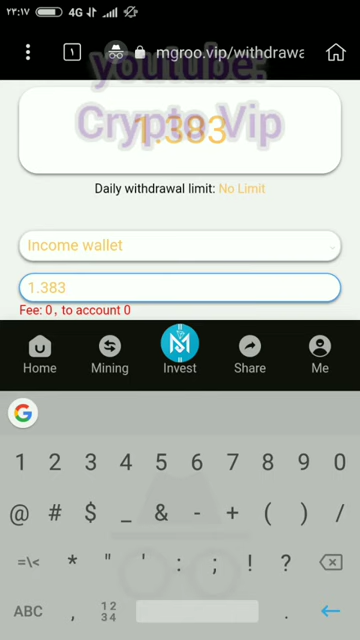 ۲۳:۱۷ 4G
۱ mgroo.vip/withdrawa
youtube:
Crypto Vip
1.383
Daily withdrawal limit: No Limit
Income wallet
1.383
Fee: 0, to account 0
Home Mining Invest Share Me
1 2 3 4 5 6 7 8 9 0
@ # $ _ & - + ( ) /
=\< * " ' : ; ! ?
ABC , 12 34 .